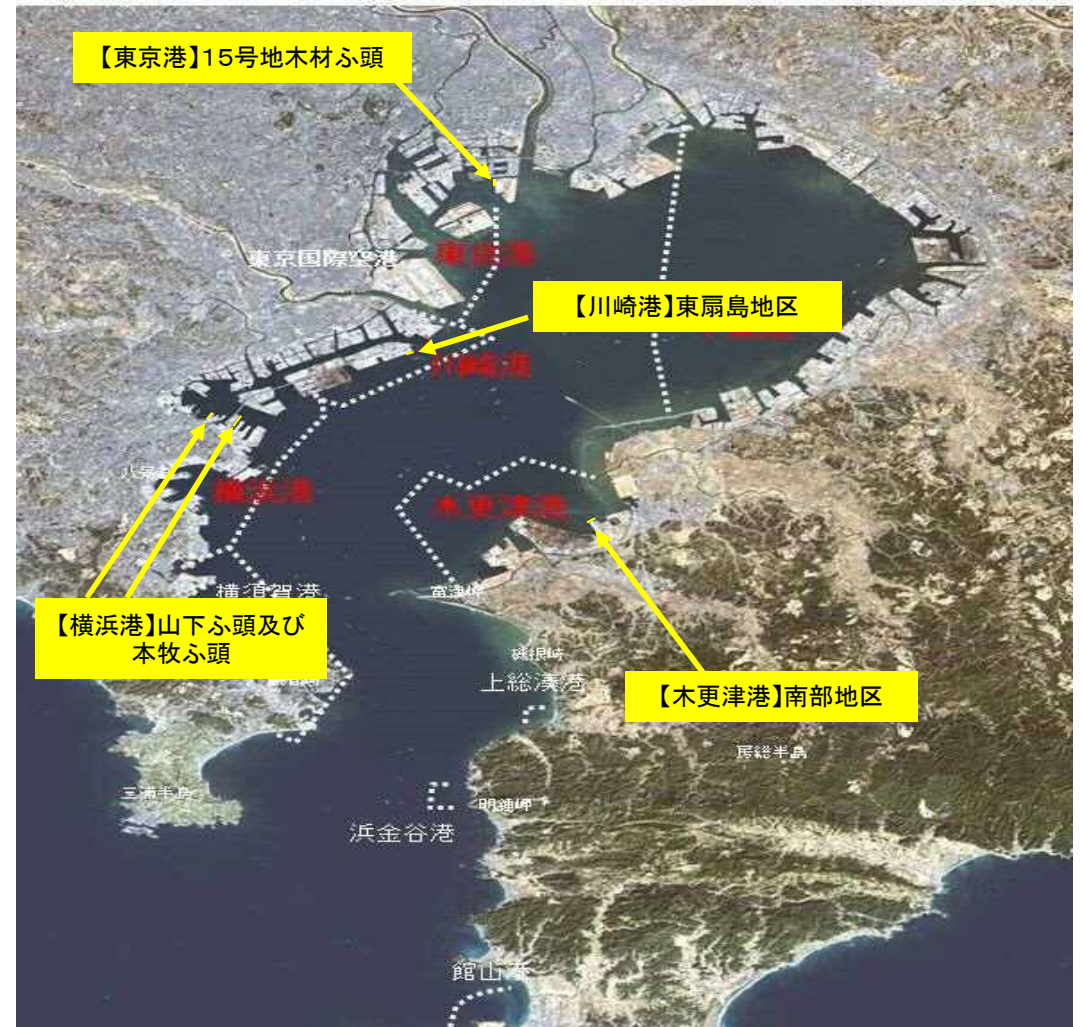 【東京港】15号地木材ふ頭
東京国際空港
東京港
【川崎港】東扇島地区
川崎港
横浜港
木更津港
横須賀港
富津岬
【横浜港】山下ふ頭及び
本牧ふ頭
磯根崎
上総湊港
【木更津港】南部地区
房総半島
三浦半島
明鐘岬
浜金谷港
館山港